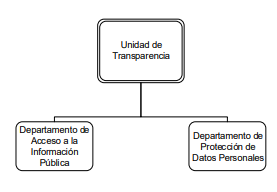 Unidad de
Transparencia
Departamento de
Acceso a la
Información
Pública
Departamento de
Protección de
Datos Personales